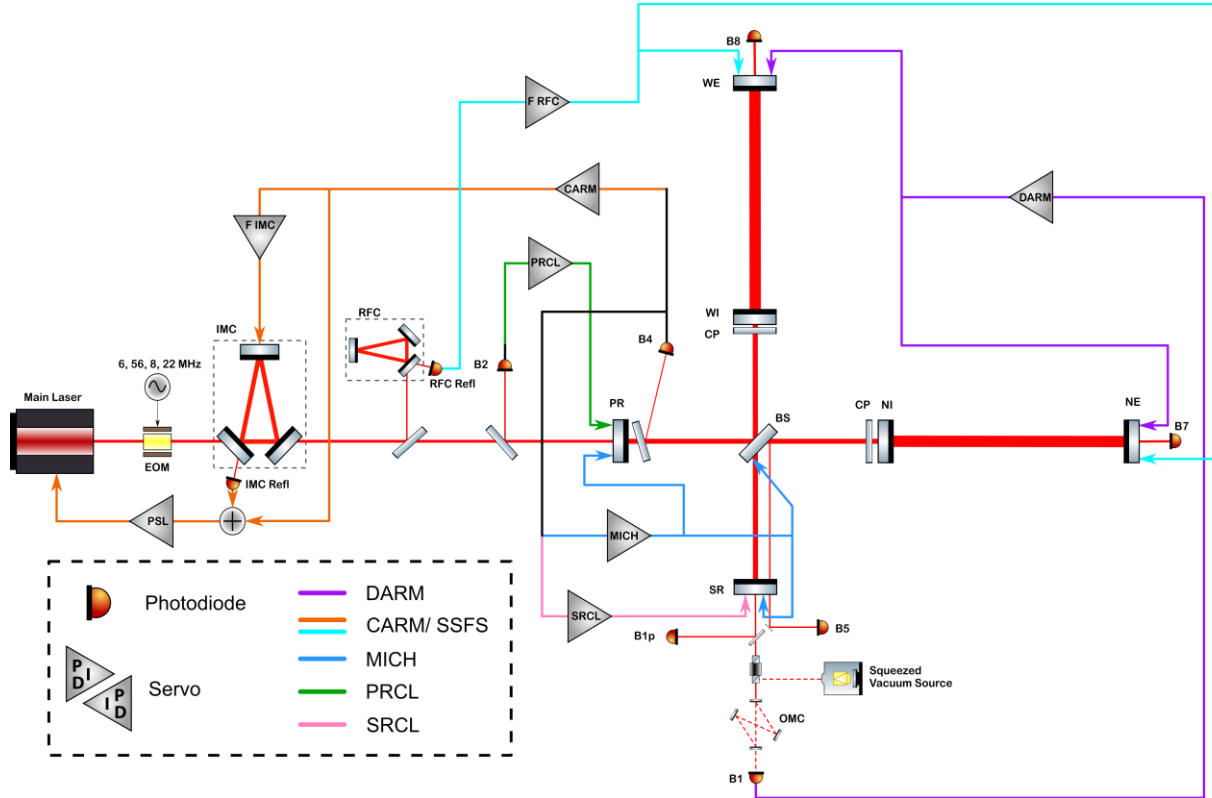 B8
WE
F RFC
CARM
DARM
F IMC
PRCL
RFC
WI
CP
IMC
B4
B2
RFC Refl
6, 56, 8, 22 MHz
Main Laser
PR
BS
CP
NI
NE
B7
EOM
IMC Refl
PSL
MICH
SR
SRCL
B1p
B5
Squeezed
Vacuum Source
OMC
B1
Photodiode
P
I
D
P
I
D
Servo
DARM
CARM/ SSFS
MICH
PRCL
SRCL